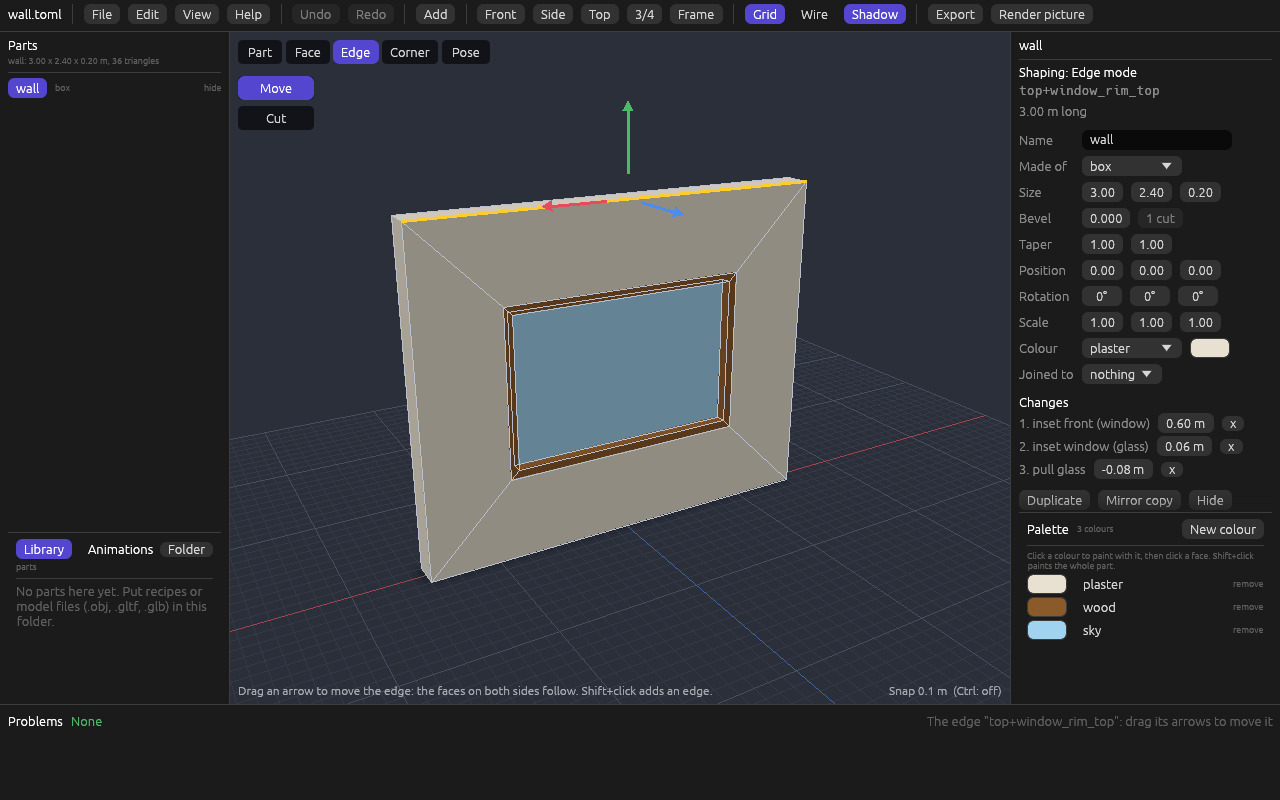 wall.toml File Edit View Help Undo Redo Add Front Side Top 3/4 Frame Grid Wire Shadow Export Render picture
Parts
wall: 3.00 x 2.40 x 0.20 m, 36 triangles
wall box hide
Library Animations Folder
parts
No parts here yet. Put recipes or
model files (.obj, .gltf, .glb) in this
folder.
Part Face Edge Corner Pose
Move
Cut
Drag an arrow to move the edge: the faces on both sides follow. Shift+click adds an edge.
Snap 0.1 m (Ctrl: off)
wall
Shaping: Edge mode
top+window_rim_top
3.00 m long
Name wall
Made of box
Size 3.00 2.40 0.20
Bevel 0.000 1 cut
Taper 1.00 1.00
Position 0.00 0.00 0.00
Rotation 0° 0° 0°
Scale 1.00 1.00 1.00
Colour plaster
Joined to nothing
Changes
1. inset front (window) 0.60 m x
2. inset window (glass) 0.06 m x
3. pull glass -0.08 m x
Duplicate Mirror copy Hide
Palette 3 colours New colour
Click a colour to paint with it, then click a face. Shift+click
paints the whole part.
plaster remove
wood remove
sky remove
Problems None
The edge "top+window_rim_top": drag its arrows to move it